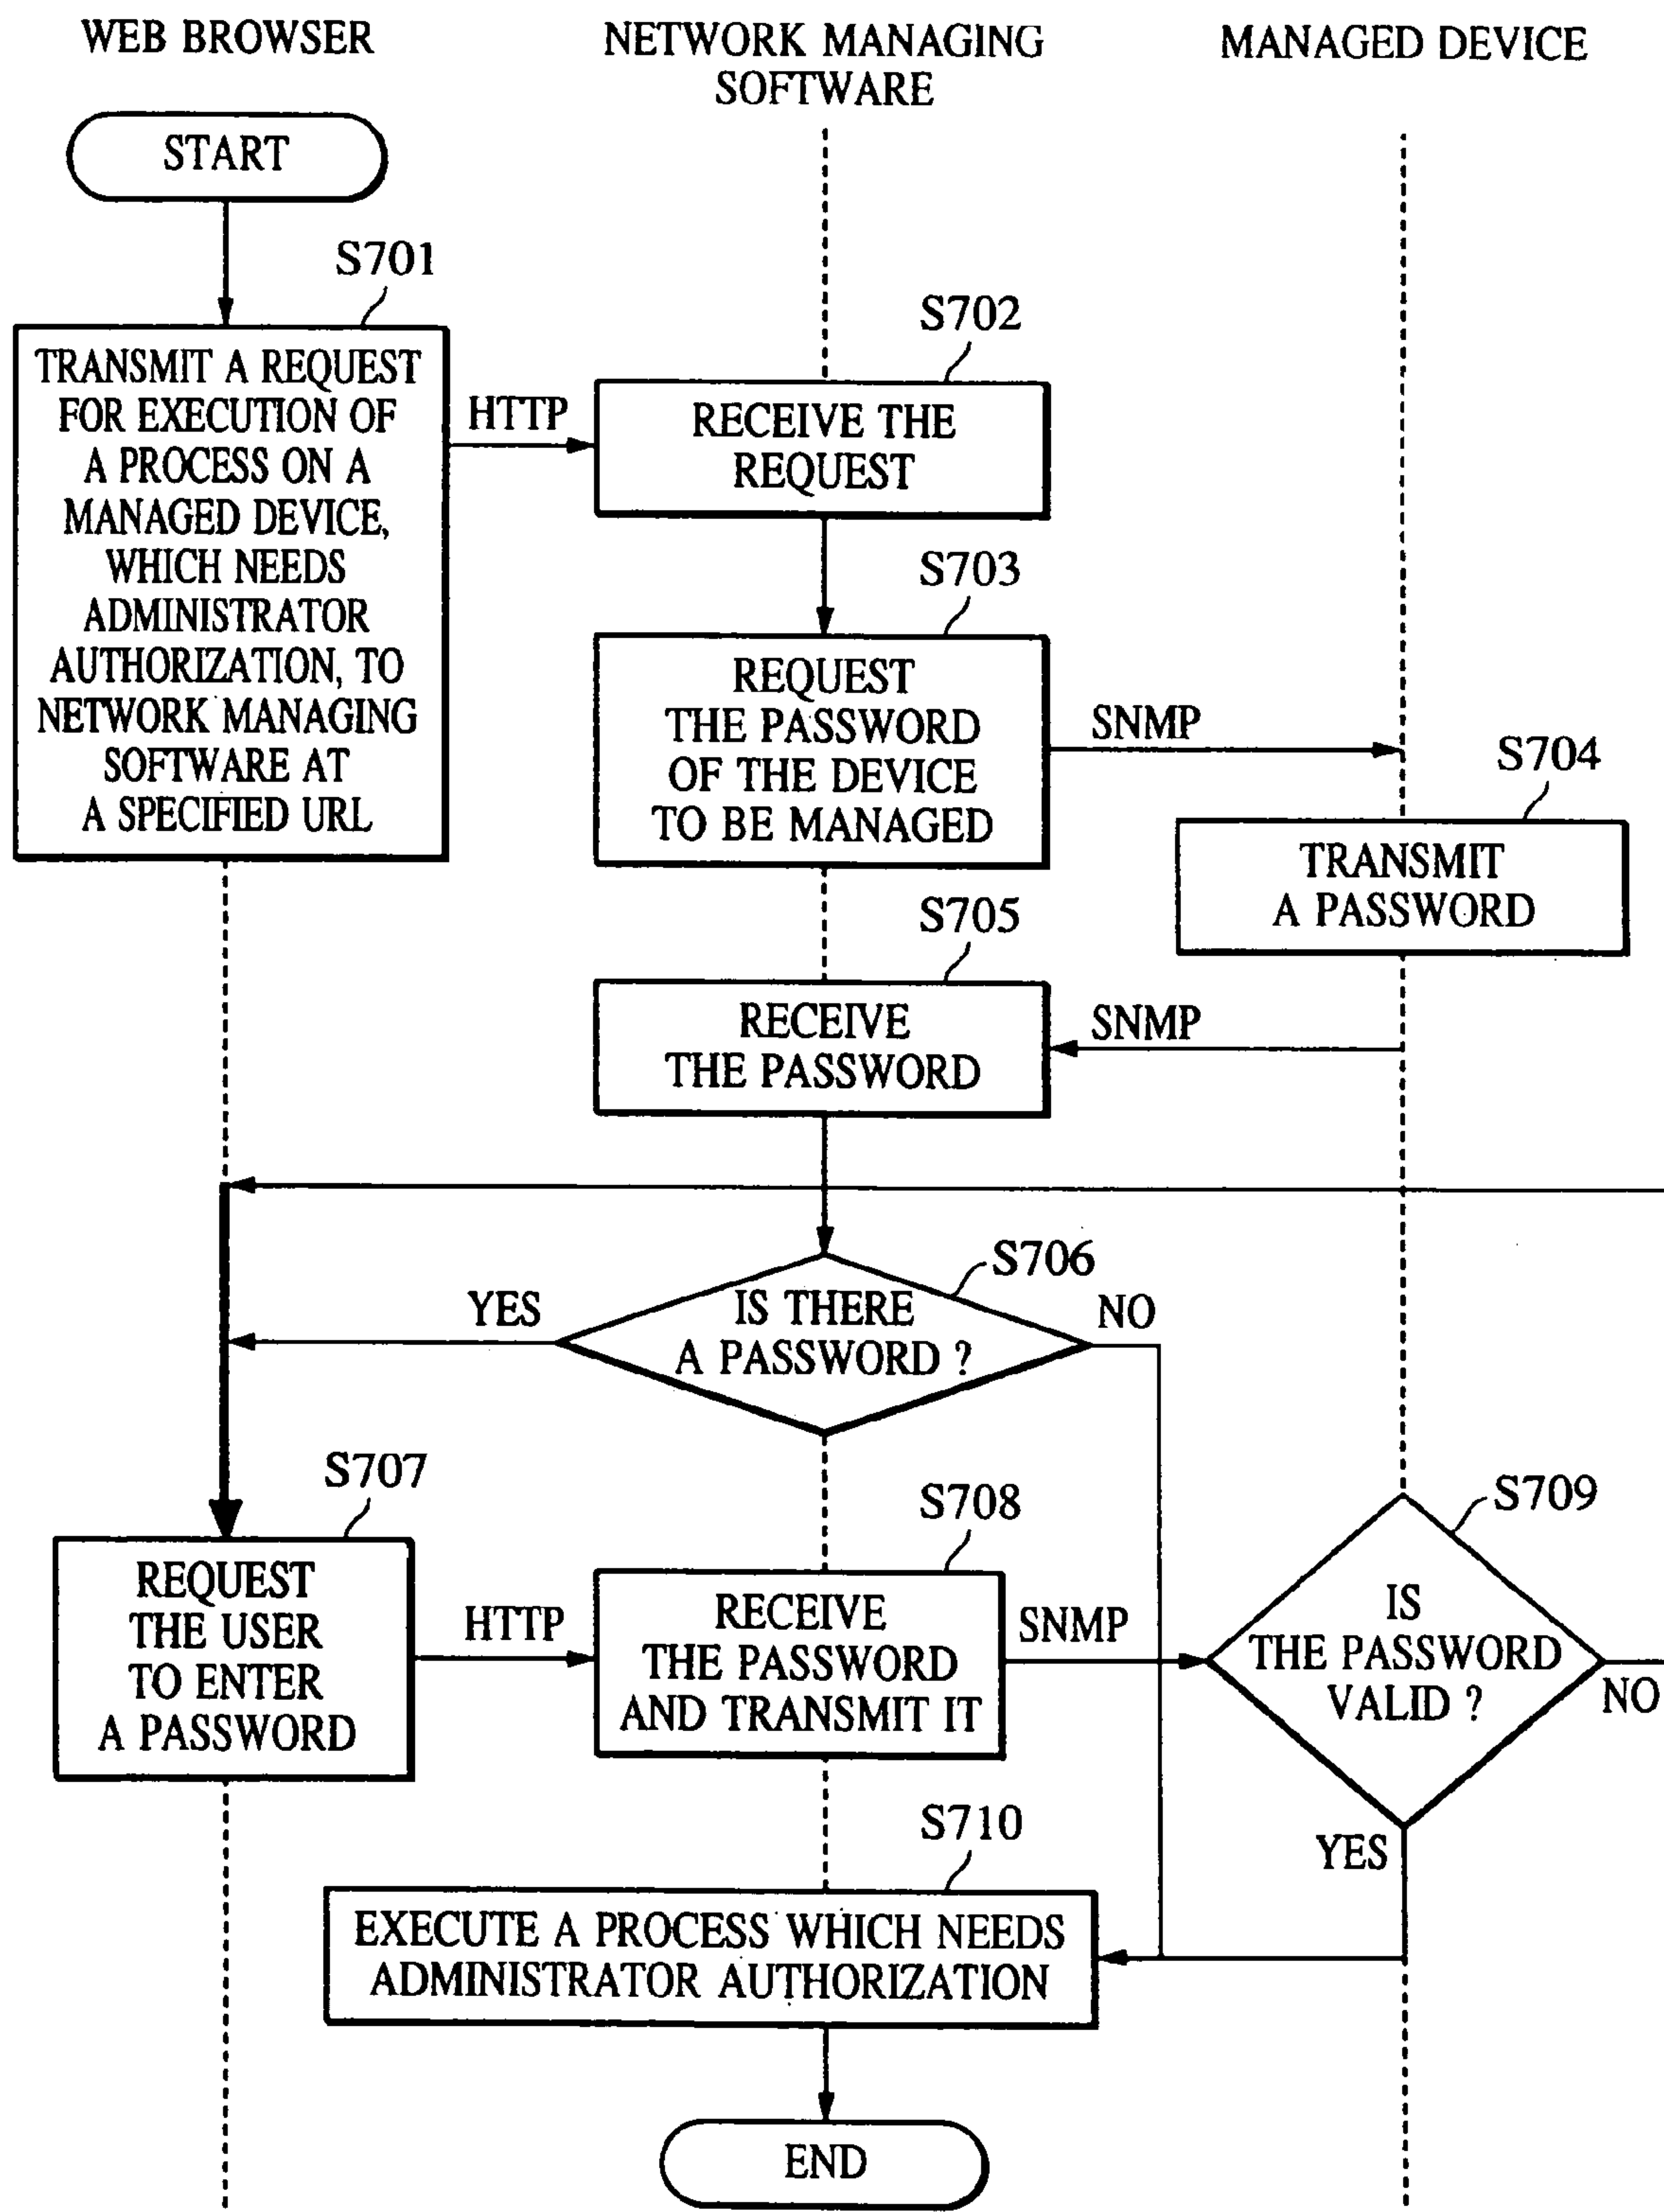 WEB BROWSER
NETWORK MANAGING
SOFTWARE
MANAGED DEVICE
START
S701
TRANSMIT A REQUEST
FOR EXECUTION OF
A PROCESS ON A
MANAGED DEVICE,
WHICH NEEDS
ADMINISTRATOR
AUTHORIZATION, TO
NETWORK MANAGING
SOFTWARE AT
A SPECIFIED URL
HTTP
S702
RECEIVE THE
REQUEST
S703
REQUEST
THE PASSWORD
OF THE DEVICE
TO BE MANAGED
SNMP
S704
TRANSMIT
A PASSWORD
S705
RECEIVE
THE PASSWORD
SNMP
S706
IS THERE
A PASSWORD ?
YES
NO
S707
REQUEST
THE USER
TO ENTER
A PASSWORD
HTTP
S708
RECEIVE
THE PASSWORD
AND TRANSMIT IT
SNMP
S709
IS
THE PASSWORD
VALID ?
NO
YES
S710
EXECUTE A PROCESS WHICH NEEDS
ADMINISTRATOR AUTHORIZATION
END